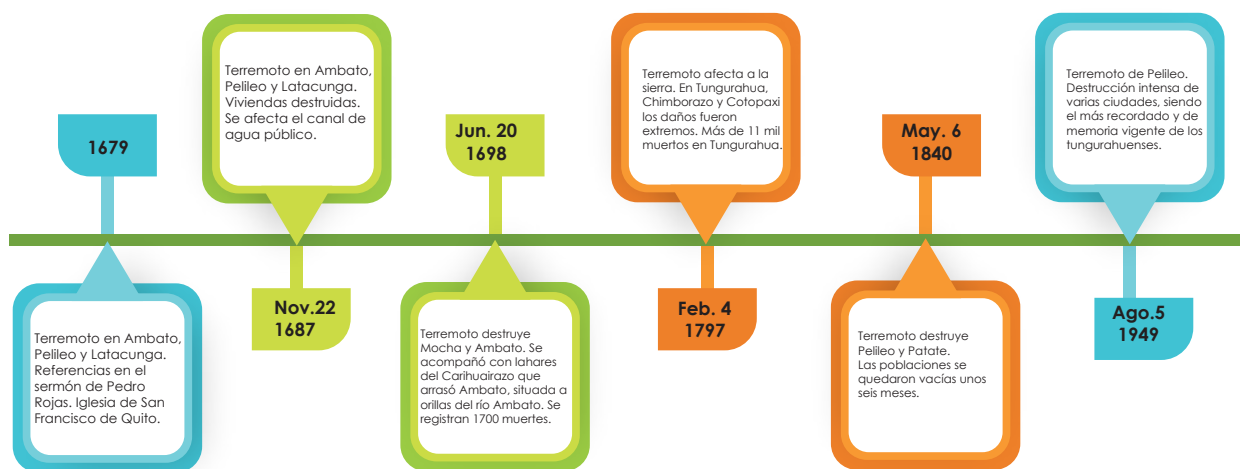 1679
Terremoto en Ambato,
Pelileo y Latacunga.
Referencias en el
sermón de Pedro
Rojas. Iglesia de San
Francisco de Quito.
Terremoto en Ambato,
Pelileo y Latacunga.
Viviendas destruidas.
Se afecta el canal de
agua público.
Nov.22
1687
Jun. 20
1698
Terremoto destruye
Mocha y Ambato. Se
acompañó con lahares
del Carihuairazo que
arrasó Ambato, situada a
orillas del río Ambato. Se
registran 1700 muertes.
Terremoto afecta a la
sierra. En Tungurahua,
Chimborazo y Cotopaxi
los daños fueron
extremos. Más de 11 mil
muertos en Tungurahua.
Feb. 4
1797
May. 6
1840
Terremoto destruye
Pelileo y Patate.
Las poblaciones se
quedaron vacías unos
seis meses.
Terremoto de Pelileo.
Destrucción intensa de
varias ciudades, siendo
el más recordado y de
memoria vigente de los
tungurahuenses.
Ago.5
1949